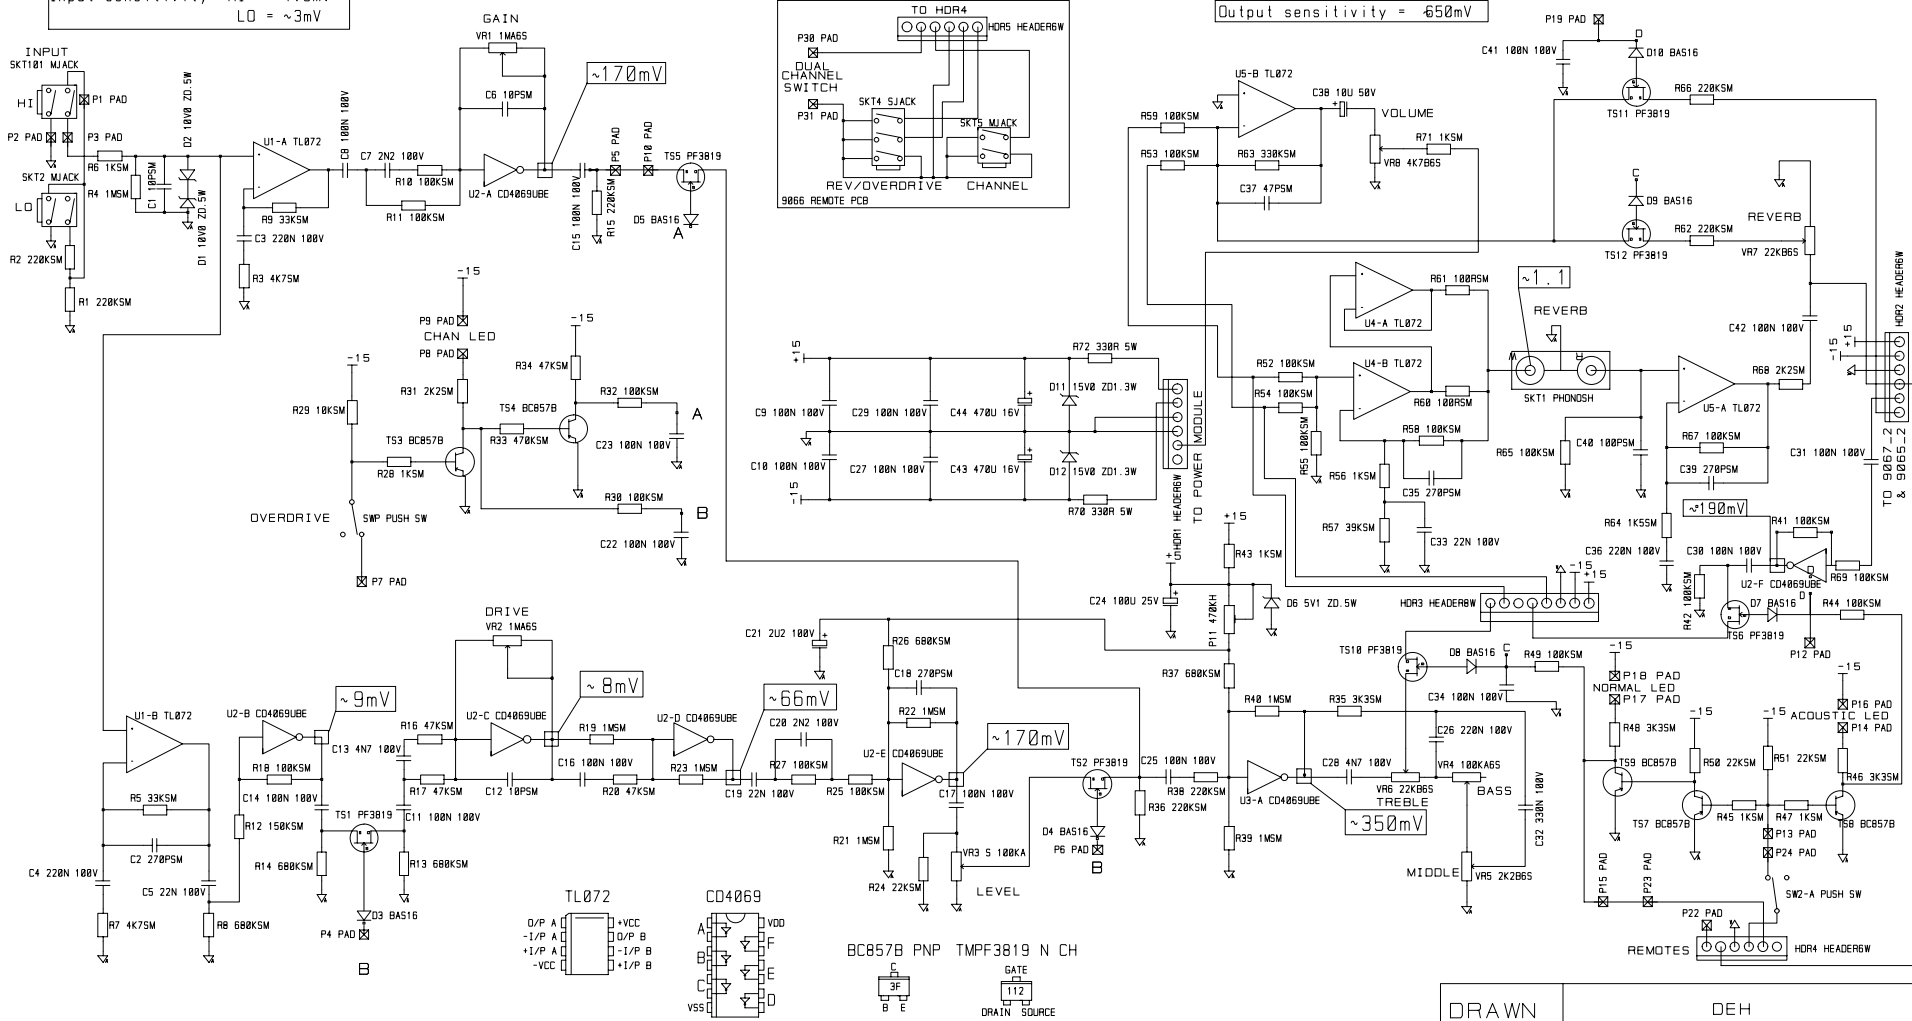 Input sensitivity HI
LO = ~3mV
INPUT
SKT101 MJACK
HI
P1 PAD
P2 PAD
P3 PAD
R6 1KSM
SKT2 MJACK
R4 1MSM
C1 10PSM
D2 10V0 ZD.5W
D1 10V0 ZD.5W
LO
R2 220KSM
R1 220KSM
U1-A TL072
R9 33KSM
C3 220N 100V
R3 4K7SM
C8 100N 100V
C7 2N2 100V
R10 100KSM
R11 100KSM
GAIN
VR1 1MA6S
C6 10PSM
U2-A CD4069UBE
~170mV
C15 100N 100V
R15 220KSM
P5 PAD
P10 PAD
TS5 PF3819
D5 BAS16
A
TO HDR4
HDR5 HEADER6W
P30 PAD
DUAL
CHANNEL
SWITCH
P31 PAD
SKT4 SJACK
SKT5 MJACK
REV/OVERDRIVE
CHANNEL
9066 REMOTE PCB
Output sensitivity = ~650mV
U5-B TL072
C38 10U 50V
VOLUME
R59 100KSM
R53 100KSM
R63 330KSM
C37 47PSM
VR8 4K7B6S
R71 1KSM
P19 PAD
C41 100N 100V
D
D10 BAS16
R66 220KSM
TS11 PF3819
C
D9 BAS16
R62 220KSM
TS12 PF3819
REVERB
VR7 22KB6S
-15
P9 PAD
CHAN LED
P8 PAD
-15
R34 47KSM
-15
R31 2K2SM
R32 100KSM
A
R29 10KSM
TS4 BC857B
TS3 BC857B
R33 470KSM
C23 100N 100V
R28 1KSM
R30 100KSM
B
OVERDRIVE
SWP PUSH SW
C22 100N 100V
P7 PAD
+15
R72 330R 5W
D11 15V0 ZD1.3W
C9 100N 100V
C29 100N 100V
C44 470U 16V
C10 100N 100V
C27 100N 100V
C43 470U 16V
D12 15V0 ZD1.3W
-15
R70 330R 5W
HDR1 HEADER6W
TO POWER MODULE
U4-A TL072
R61 100RSM
U4-B TL072
R52 100KSM
R54 100KSM
R55 100KSM
R60 100RSM
R58 100KSM
R56 1KSM
C35 270PSM
R57 39KSM
C33 22N 100V
~1.1
REVERB
SKT1 PHONOSH
R65 100KSM
C40 100PSM
U5-A TL072
R68 2K2SM
C42 100N 100V
R67 100KSM
C39 270PSM
R64 1K5SM
C36 220N 100V
C31 100N 100V
-15
+15
HDR2 HEADER6W
TO 9067_2
& 9065_2
~190mV
R41 100KSM
C30 100N 100V
R69 100KSM
R42 100KSM
U2-F CD4069UBE
D7 BAS16
D
R44 100KSM
TS6 PF3819
P12 PAD
+15
R43 1KSM
C24 100U 25V
D6 5V1 ZD.5W
P11 470KH
HDR3 HEADER8W
-15
+15
DRIVE
VR2 1MA6S
C21 2U2 100V
R26 680KSM
C18 270PSM
R22 1MSM
U2-E CD4069UBE
~170mV
U1-B TL072
U2-B CD4069UBE
~9mV
C13 4N7 100V
R16 47KSM
U2-C CD4069UBE
~8mV
R19 1MSM
U2-D CD4069UBE
~66mV
C20 2N2 100V
R18 100KSM
R17 47KSM
C12 10PSM
C16 100N 100V
R20 47KSM
R23 1MSM
C19 22N 100V
R27 100KSM
R25 100KSM
C17 100N 100V
R5 33KSM
C14 100N 100V
TS1 PF3819
C11 100N 100V
C2 270PSM
R12 150KSM
R14 680KSM
R13 680KSM
C4 220N 100V
C5 22N 100V
R7 4K7SM
R8 680KSM
D3 BAS16
P4 PAD
B
R21 1MSM
R24 22KSM
VR3 S 100KA
LEVEL
TS2 PF3819
D4 BAS16
P6 PAD
B
C25 100N 100V
R36 220KSM
R38 220KSM
R37 680KSM
R40 1MSM
U3-A CD4069UBE
R39 1MSM
R35 3K3SM
TS10 PF3819
D8 BAS16
C
R49 100KSM
C34 100N 100V
C26 220N 100V
C28 4N7 100V
VR6 22KB6S
TREBLE
VR4 100KA6S
BASS
~350mV
C32 330N 100V
MIDDLE
VR5 2K2B6S
-15
P18 PAD
NORMAL LED
P17 PAD
R48 3K3SM
TS9 BC857B
-15
R50 22KSM
-15
R51 22KSM
-15
P16 PAD
ACOUSTIC LED
P14 PAD
R46 3K3SM
TS7 BC857B
R45 1KSM
R47 1KSM
TS8 BC857B
P13 PAD
P24 PAD
P15 PAD
P23 PAD
SW2-A PUSH SW
P22 PAD
REMOTES
HDR4 HEADER6W
TL072
O/P A
-I/P A
+I/P A
-VCC
+VCC
O/P B
-I/P B
+I/P B
CD4069
A
B
C
VSS
VDD
F
E
D
BC857B PNP
C
3F
B E
TMPF3819 N CH
GATE
112
DRAIN SOURCE
DRAWN
DEH